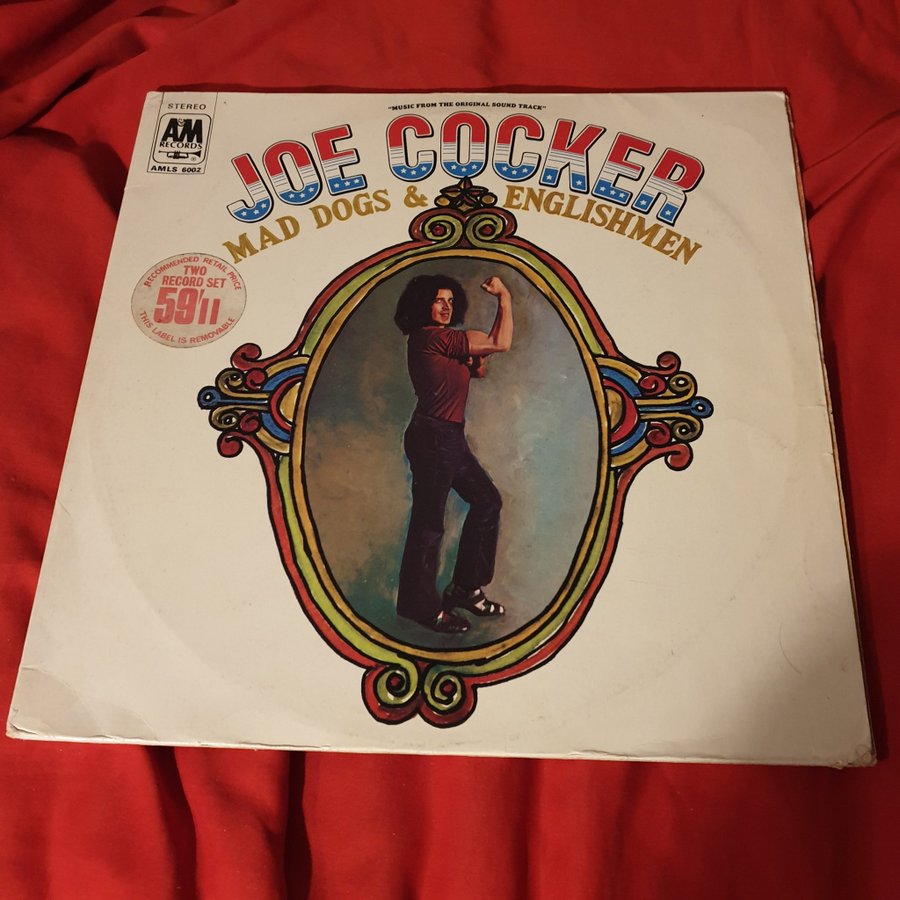 STEREO
A&M
RECORDS
®
AMLS 6002
"MUSIC FROM THE ORIGINAL SOUND TRACK"
JOE COCKER
MAD DOGS & ENGLISHMEN
RECOMMENDED RETAIL PRICE
TWO
RECORD SET
59'11
THIS LABEL IS REMOVABLE